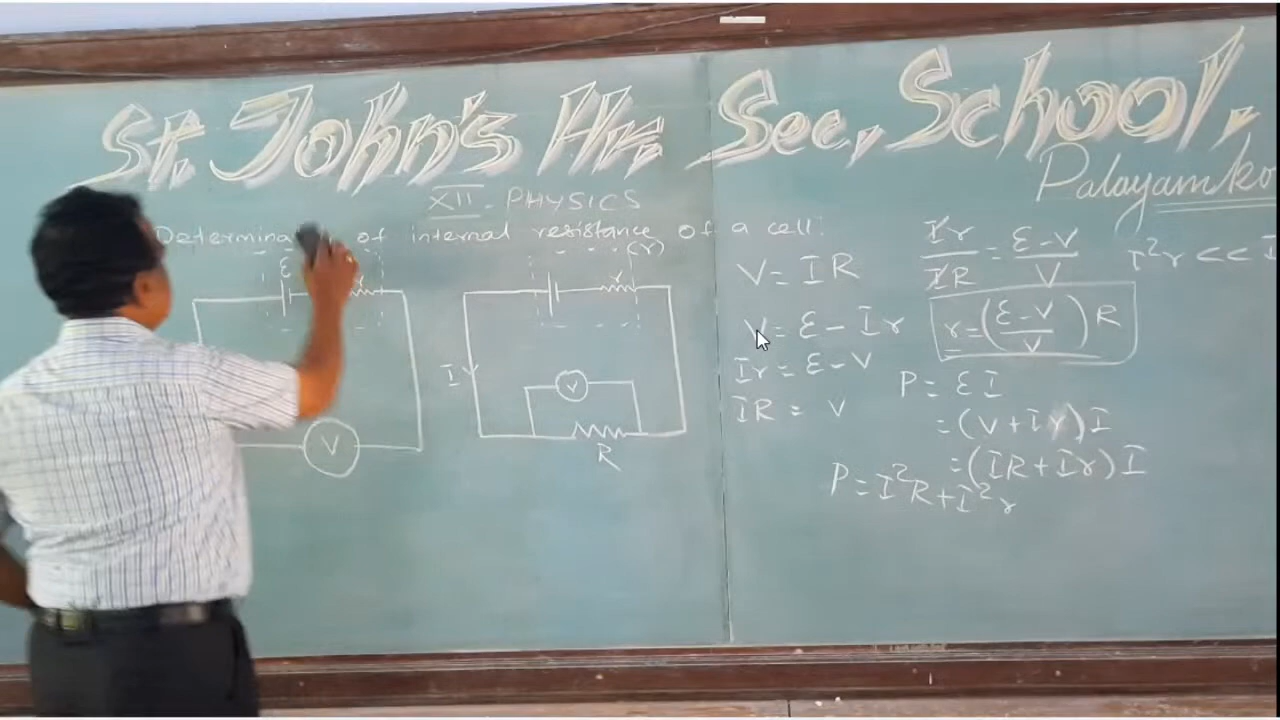 St. John's Hr. Sec. School,
Palayamko
XII - PHYSICS
Determina of internal resistance of a cell:
ε
r
V
(r)
I
V
R
V = IR
V = ε - Ir
Ir = ε - V
IR = V
Ir/IR = ε-V/V
r = (ε-V/V) R
P = εI
= (V+Ir)I
= (IR+Ir)I
P = I²R+I²r
I²r << I